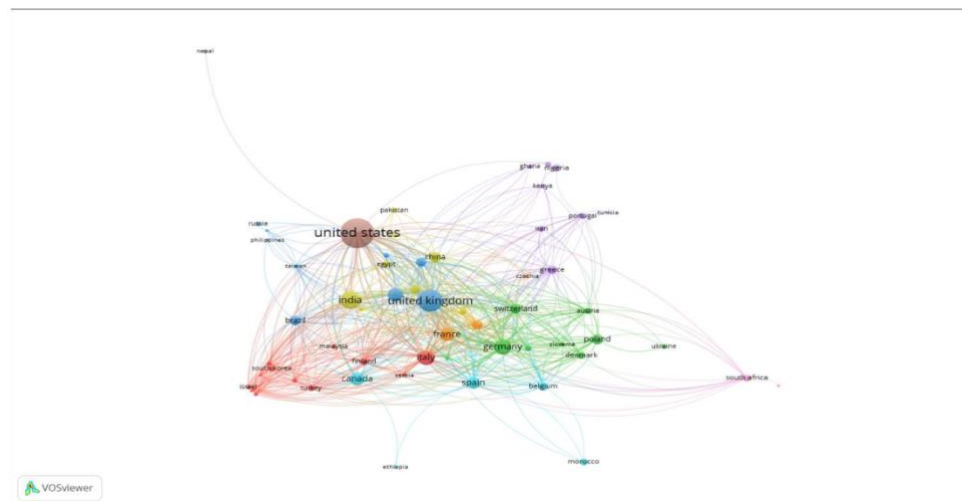 nepal
ghana
nigeria
kenya
portugal
tunisia
pakistan
russia
united states
iran
philippines
china
egypt
taiwan
greece
czechia
india
united kingdom
switzerland
austria
brazil
france
poland
malaysia
germany
slovenia
ukraine
italy
denmark
finland
south korea
serbia
canada
spain
south africa
turkey
belgium
morocco
ethiopia
VOSviewer